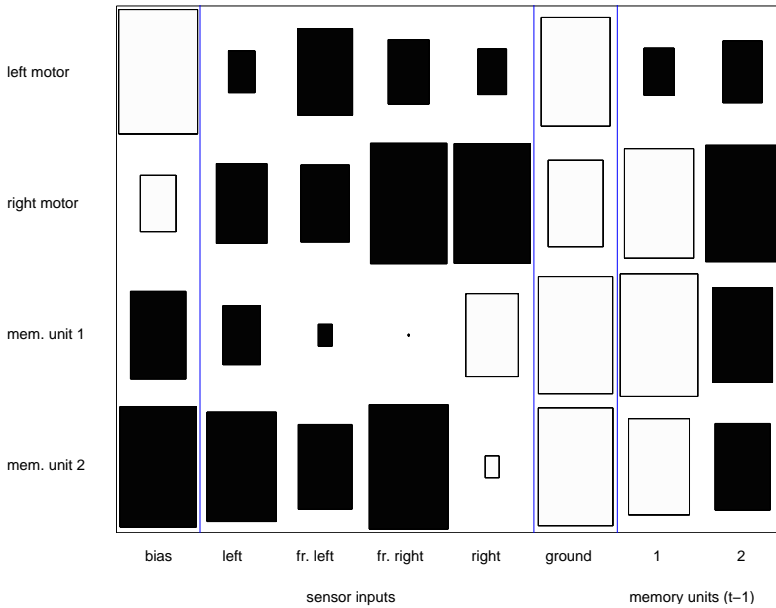 left motor
right motor
mem. unit 1
mem. unit 2
bias left fr. left fr. right right ground 1 2
sensor inputs memory units (t−1)